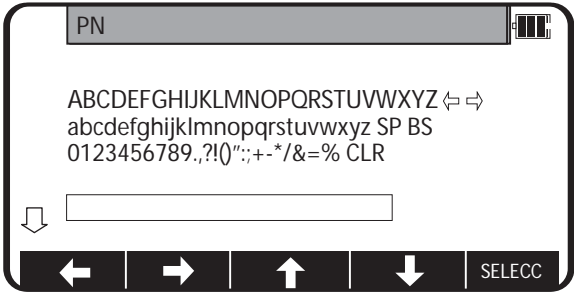 PN
ABCDEFGHIJKLMNOPQRSTUVWXYZ ⇦ ⇨
abcdefghijklmnopqrstuvwxyz SP BS
0123456789.,?!()":;+-*/&=% CLR
SELECC